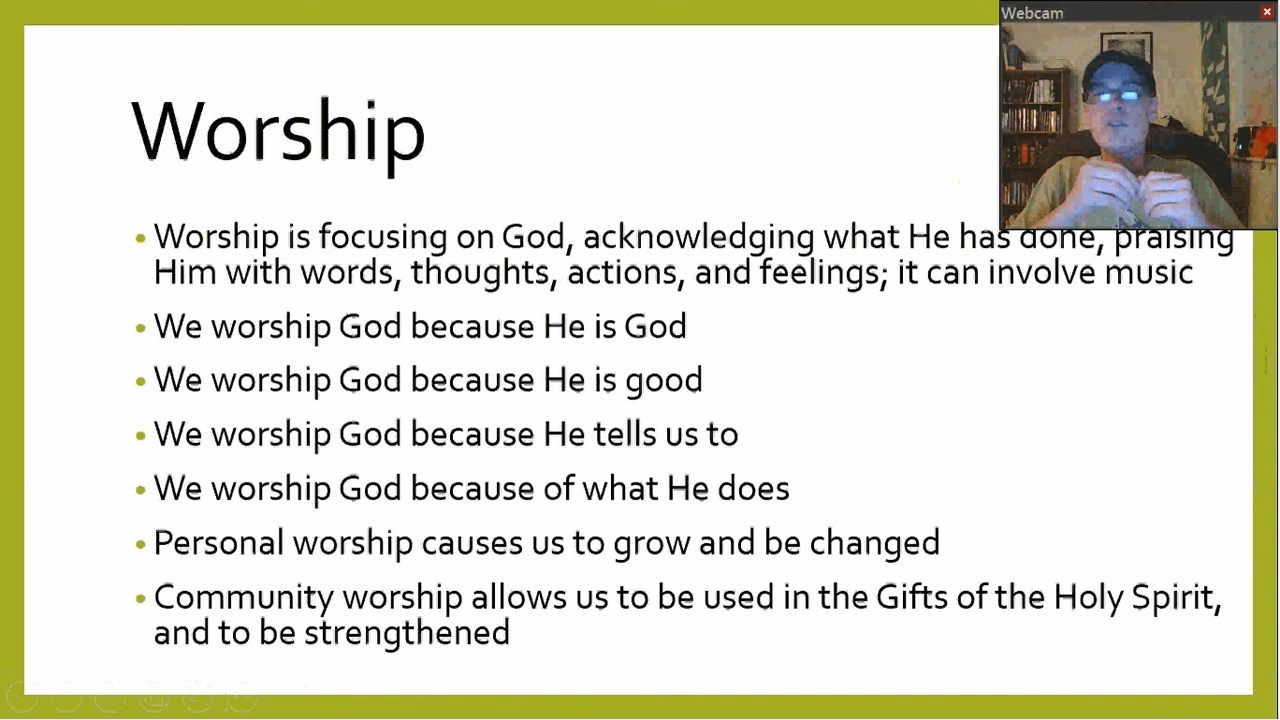 Webcam
Worship
• Worship is focusing on God, acknowledging what He has done, praising
Him with words, thoughts, actions, and feelings; it can involve music
• We worship God because He is God
• We worship God because He is good
• We worship God because He tells us to
• We worship God because of what He does
• Personal worship causes us to grow and be changed
• Community worship allows us to be used in the Gifts of the Holy Spirit,
and to be strengthened